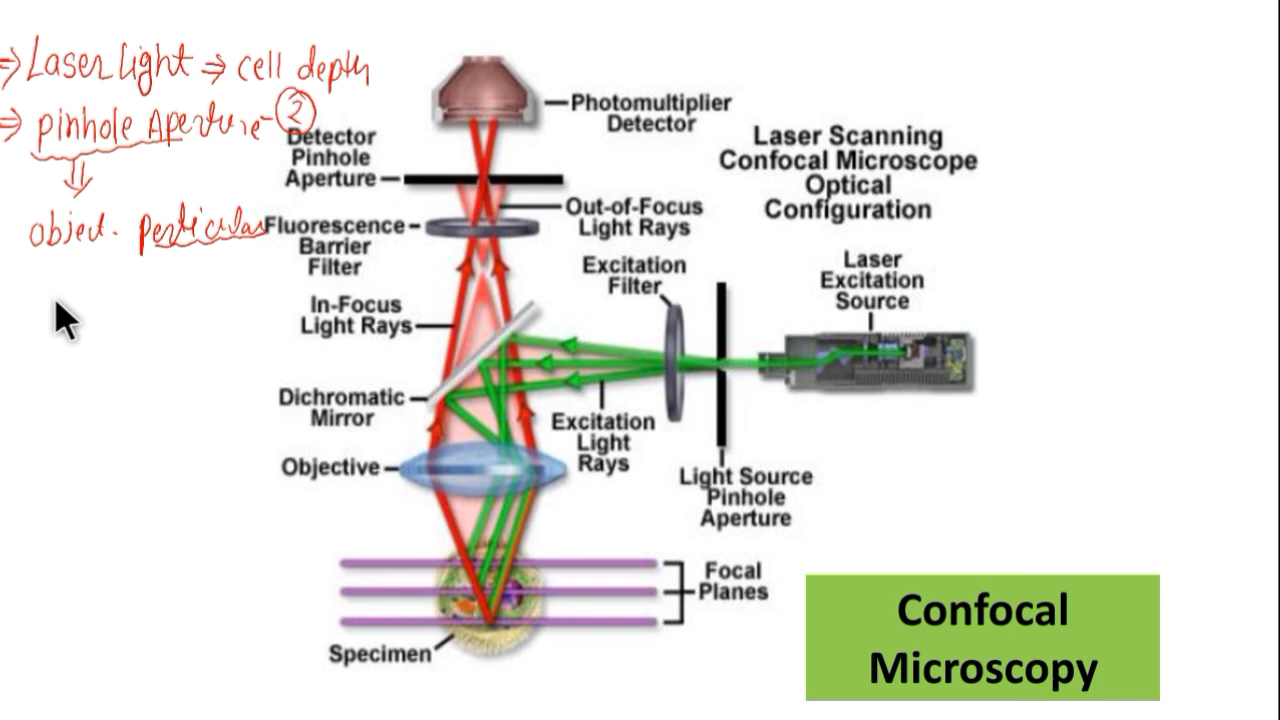 ⇒ Laser light ⇒ cell depth
⇒ pinhole Aperture - 2
⇓
object. perticular
Photomultiplier
Detector
Detector
Pinhole
Aperture
Laser Scanning
Confocal Microscope
Optical
Configuration
Out-of-Focus
Light Rays
Fluorescence
Barrier
Filter
Excitation
Filter
Laser
Excitation
Source
In-Focus
Light Rays
Dichromatic
Mirror
Excitation
Light
Rays
Objective
Light Source
Pinhole
Aperture
Focal
Planes
Specimen
Confocal
Microscopy